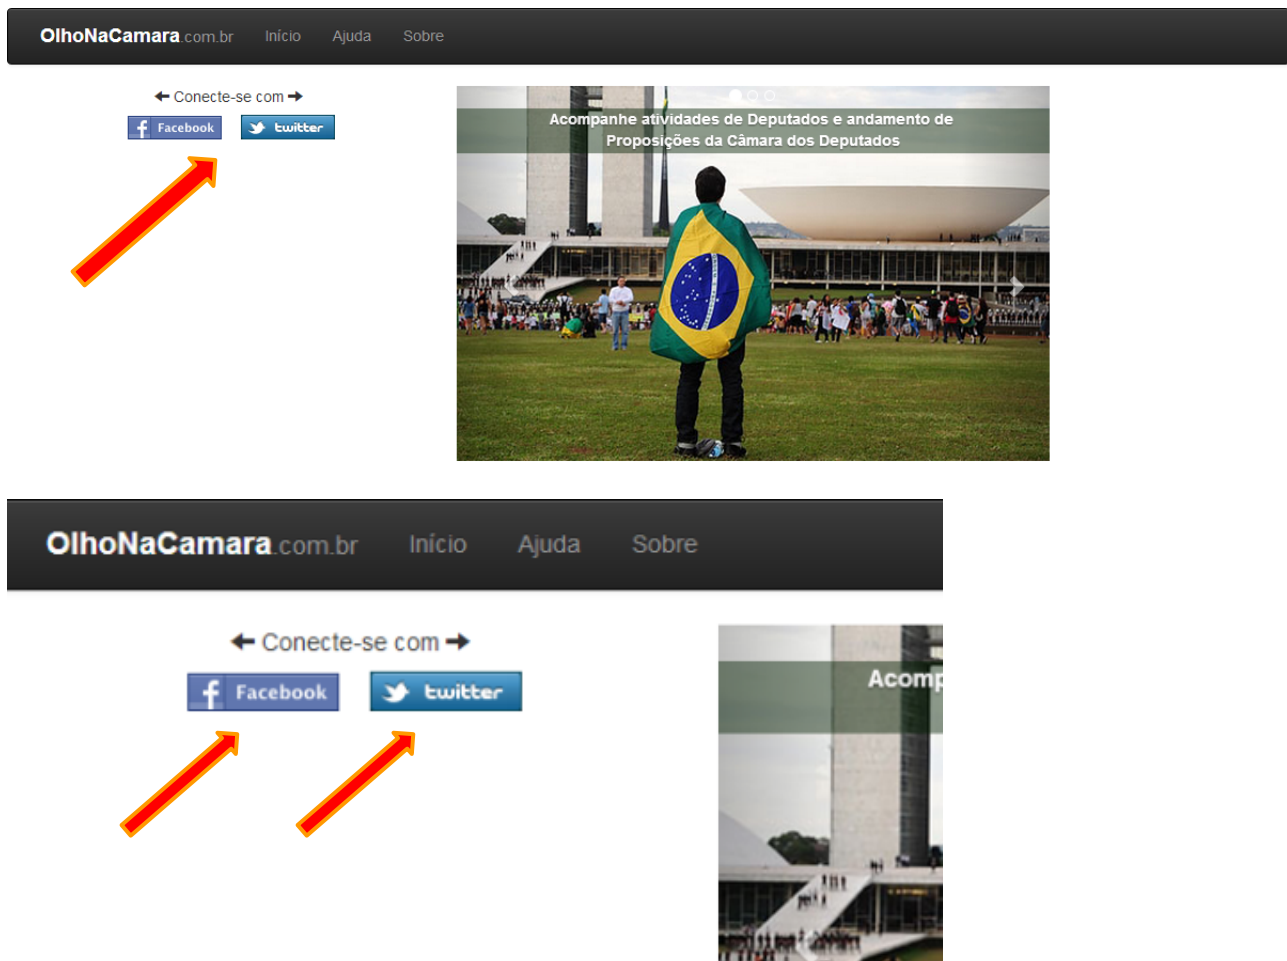 OlhoNaCamara.com.br Início Ajuda Sobre
Conecte-se com
Facebook twitter
Acompanhe atividades de Deputados e andamento de
Proposições da Câmara dos Deputados
OlhoNaCamara.com.br Início Ajuda Sobre
Conecte-se com
Facebook twitter
Acomp